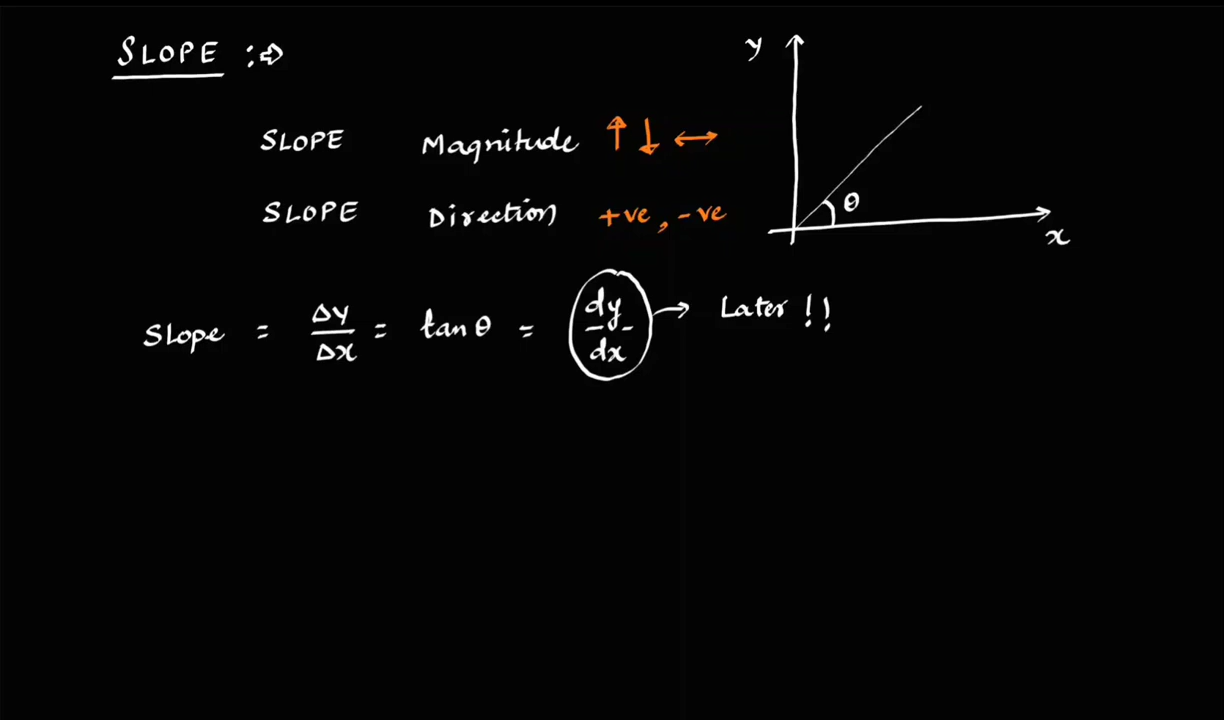 SLOPE :⇒
SLOPE Magnitude ↑ ↓ ↔
SLOPE Direction +ve, -ve
Slope = Δy/Δx = tan θ = dy/dx → Later !!
y
θ
x